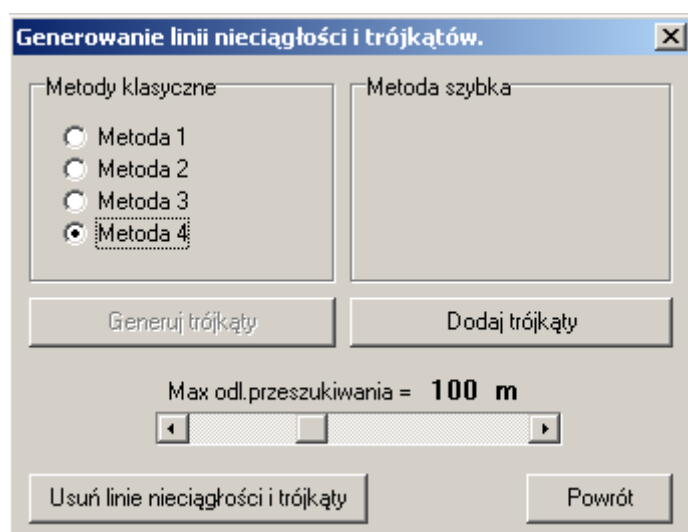 Generowanie linii nieciągłości i trójkątów.
Metody klasyczne
Metoda 1
Metoda 2
Metoda 3
Metoda 4
Metoda szybka
Generuj trójkąty
Dodaj trójkąty
Max odl.przeszukiwania = 100 m
Usuń linie nieciągłości i trójkąty
Powrót